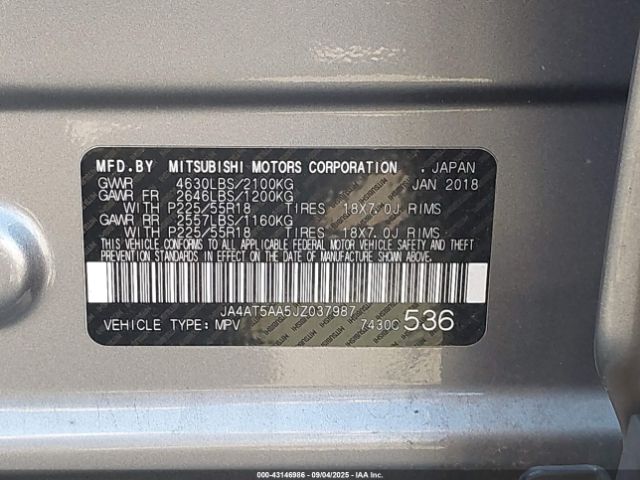 MFD.BY MITSUBISHI MOTORS CORPORATION . JAPAN
GVWR 4630LBS/2100KG JAN 2018
GAWR FR 2646LBS/1200KG
WITH P225/55R18 TIRES 18X7.0J RIMS
GAWR RR 2557LBS/1160KG
WITH P225/55R18 TIRES 18X7.0J RIMS
THIS VEHICLE CONFORMS TO ALL APPLICABLE FEDERAL MOTOR VEHICLE SAFETY AND THEFT
PREVENTION STANDARDS IN EFFECT ON THE DATE OF MANUFACTURE SHOWN ABOVE.
JA4AT5AA5JZ037987
VEHICLE TYPE: MPV 7430C 536
000-43146986 - 09/04/2025 - IAA Inc.